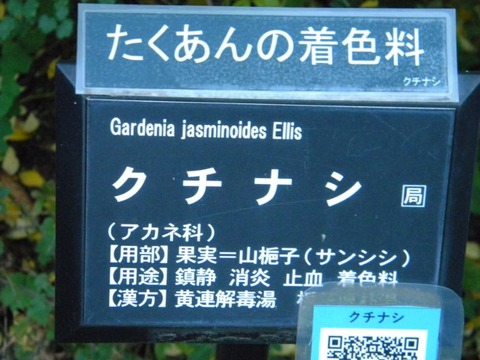 たくあんの着色料
クチナシ
Gardenia jasminoides Ellis
クチナシ 局
(アカネ科)
【用部】果実=山梔子(サンシシ)
【用途】鎮静 消炎 止血 着色料
【漢方】黄連解毒湯
クチナシ